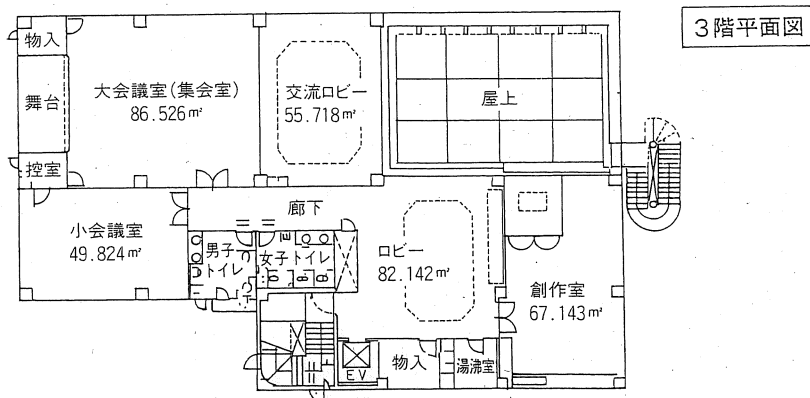 3階平面図
物入
舞台
控室
大会議室(集会室)
86.526㎡
交流ロビー
55.718㎡
屋上
小会議室
49.824㎡
廊下
男子
トイレ
女子トイレ
ロビー
82.142㎡
創作室
67.143㎡
EV
物入
湯沸室